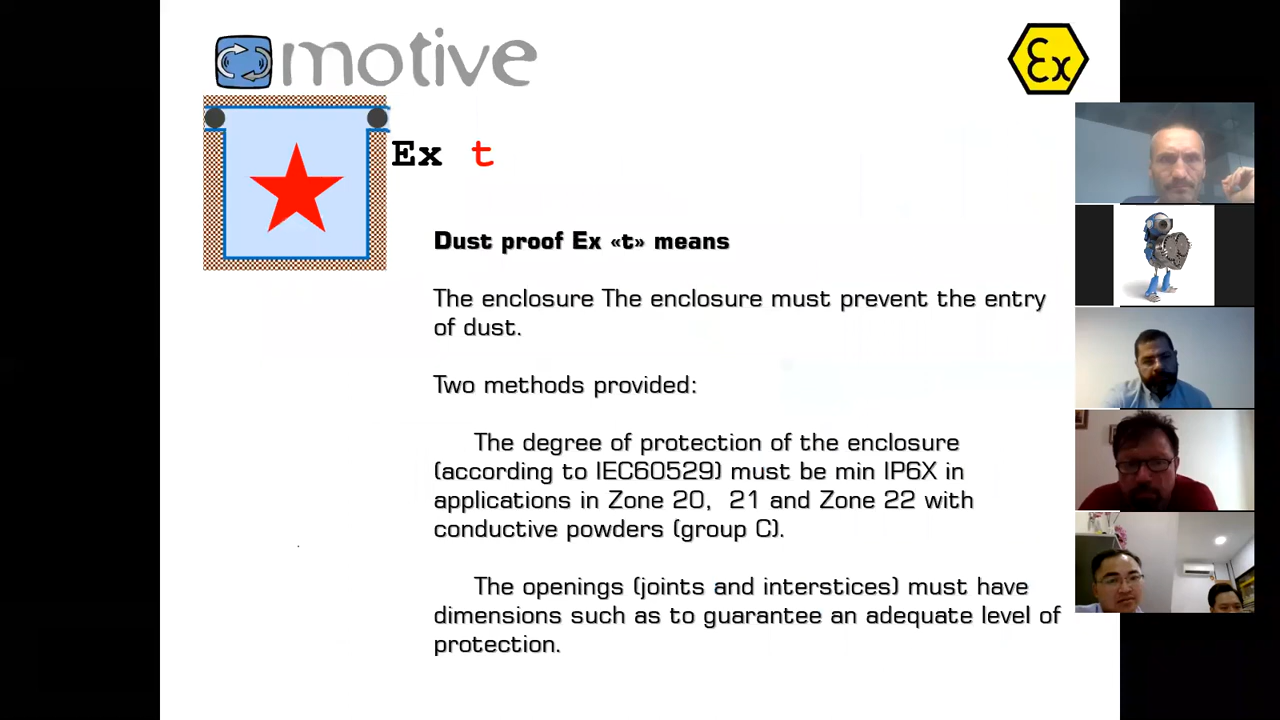 motive
Ex
Ex t
Dust proof Ex «t» means
The enclosure The enclosure must prevent the entry
of dust.
Two methods provided:
The degree of protection of the enclosure
(according to IEC60529) must be min IP6X in
applications in Zone 20, 21 and Zone 22 with
conductive powders (group C).
The openings (joints and interstices) must have
dimensions such as to guarantee an adequate level of
protection.